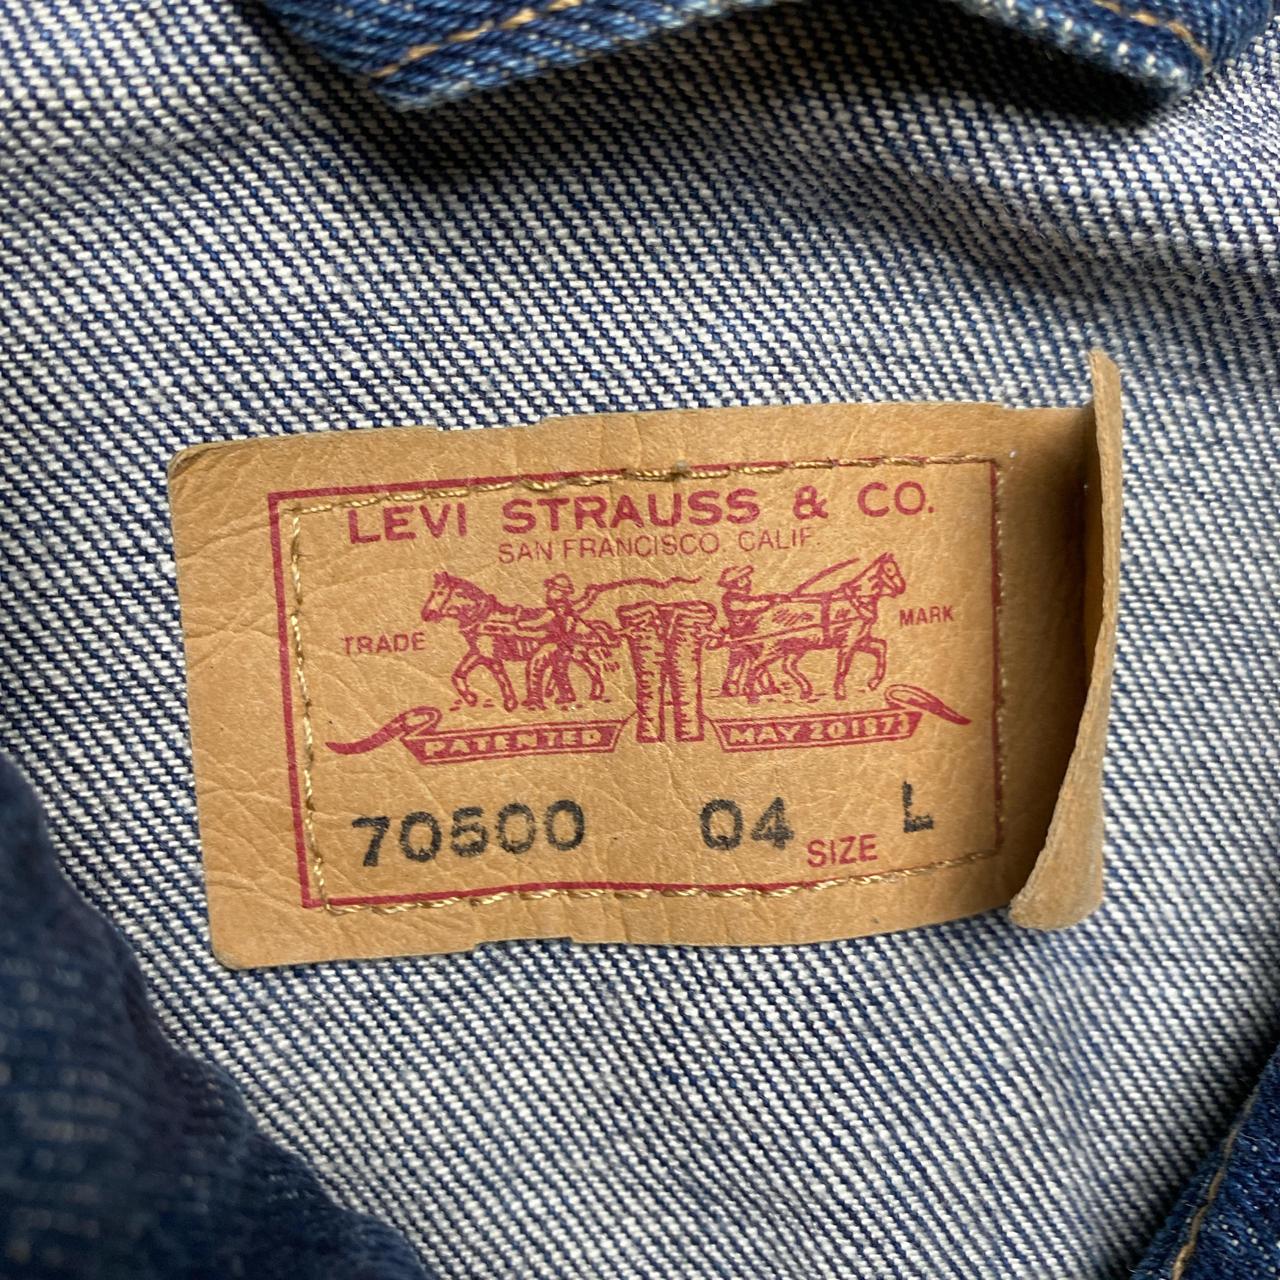 LEVI STRAUSS & CO.
SAN FRANCISCO, CALIF.
TRADE MARK
PATENTED MAY 20 1873
70500 04 SIZE L